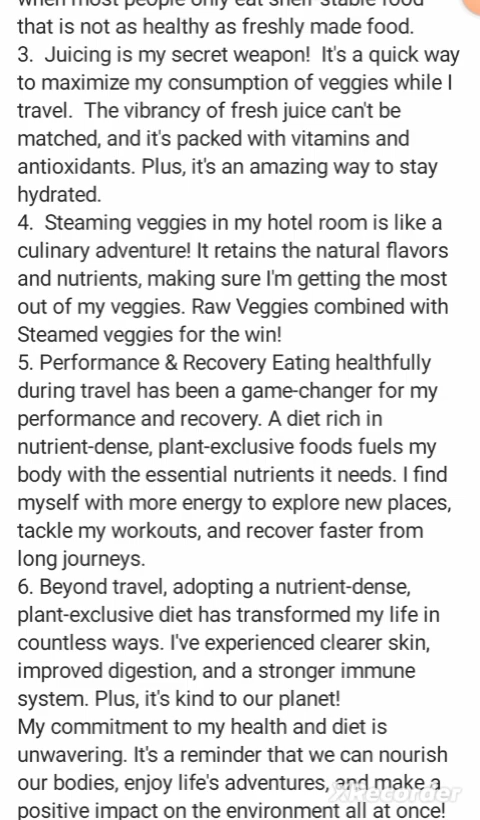 when most people only eat shelf stable food
that is not as healthy as freshly made food.
3.  Juicing is my secret weapon!  It's a quick way
to maximize my consumption of veggies while I
travel.  The vibrancy of fresh juice can't be
matched, and it's packed with vitamins and
antioxidants. Plus, it's an amazing way to stay
hydrated.
4.  Steaming veggies in my hotel room is like a
culinary adventure! It retains the natural flavors
and nutrients, making sure I'm getting the most
out of my veggies. Raw Veggies combined with
Steamed veggies for the win!
5. Performance & Recovery Eating healthfully
during travel has been a game-changer for my
performance and recovery. A diet rich in
nutrient-dense, plant-exclusive foods fuels my
body with the essential nutrients it needs. I find
myself with more energy to explore new places,
tackle my workouts, and recover faster from
long journeys.
6. Beyond travel, adopting a nutrient-dense,
plant-exclusive diet has transformed my life in
countless ways. I've experienced clearer skin,
improved digestion, and a stronger immune
system. Plus, it's kind to our planet!
My commitment to my health and diet is
unwavering. It's a reminder that we can nourish
our bodies, enjoy life's adventures, and make a
positive impact on the environment all at once!
Recorder